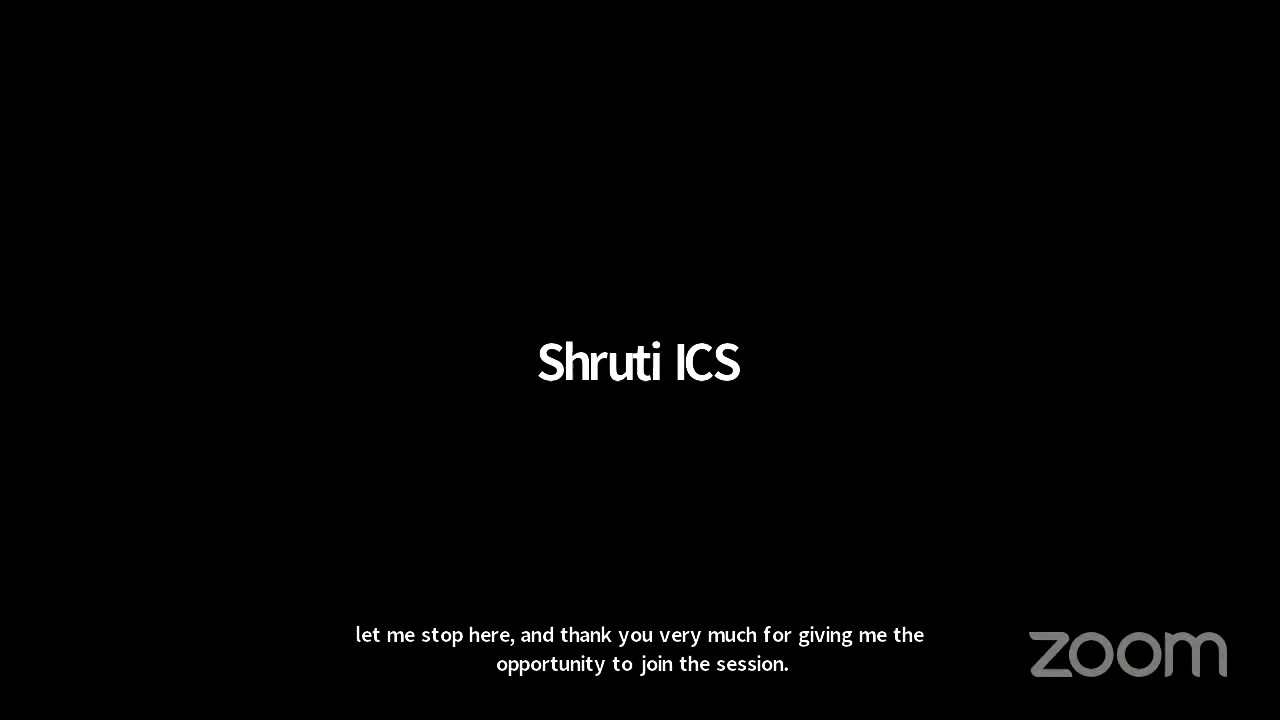 Shruti ICS
let me stop here, and thank you very much for giving me the
opportunity to join the session.
zoom